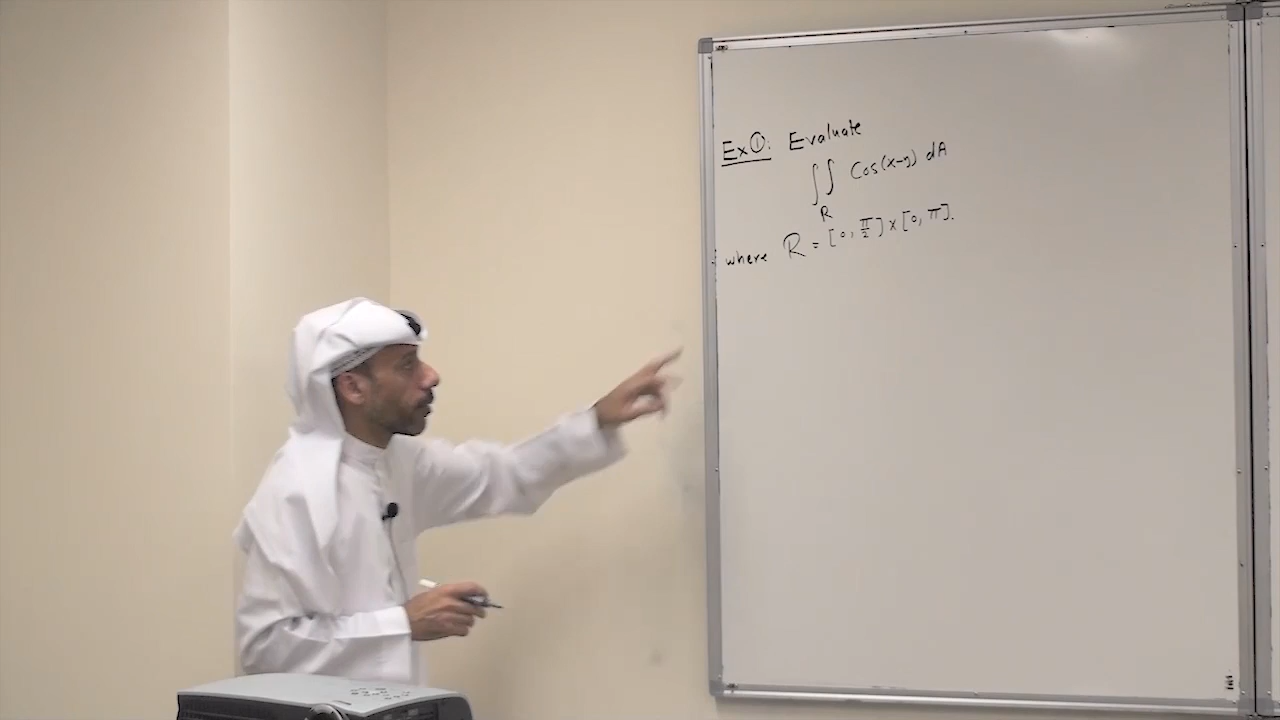 Ex①: Evaluate
∬ Cos(x-y) dA
R
where R = [0, π/2] × [0, π].